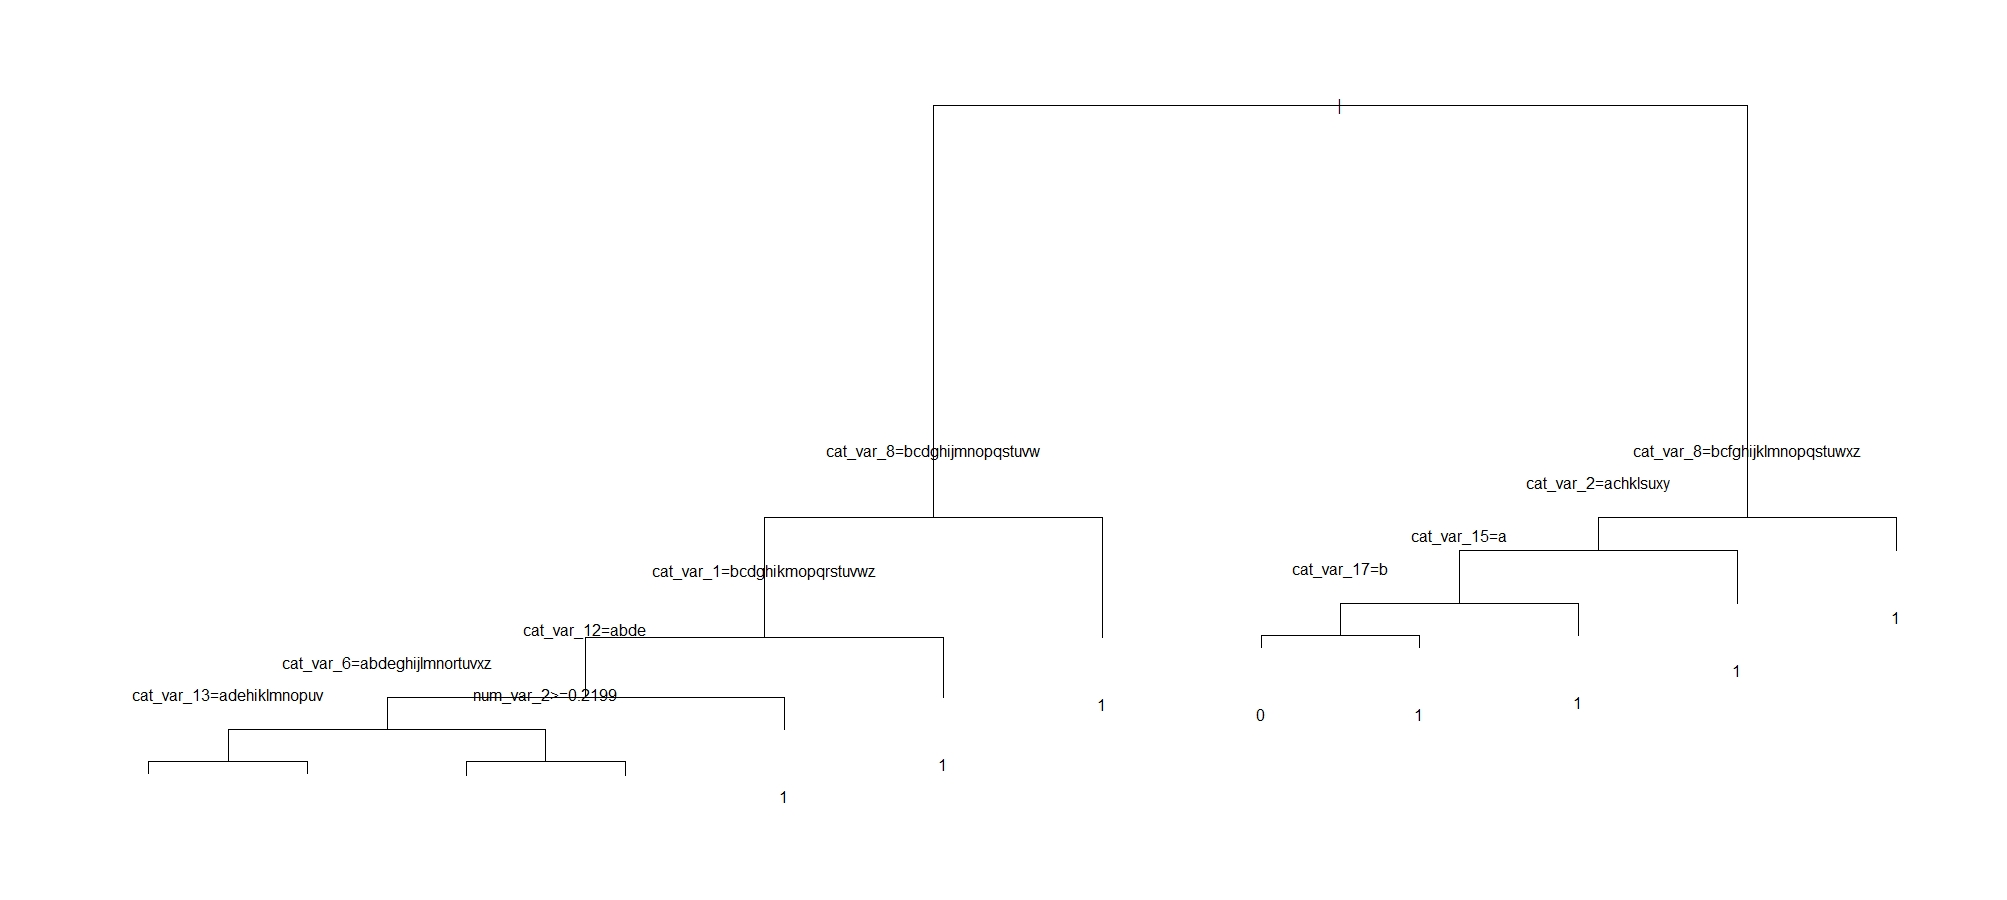 cat_var_8=bcdghijmnopqstuvw
cat_var_8=bcfghijklmnopqstuwxz
cat_var_2=achklsuxy
cat_var_15=a
cat_var_17=b
cat_var_1=bcdghikmopqrstuvwz
1
cat_var_12=abde
cat_var_6=abdeghijlmnortuvxz
1
cat_var_13=adehiklmnopuv
num_var_2>=0.2199
1
1
0
1
1
1